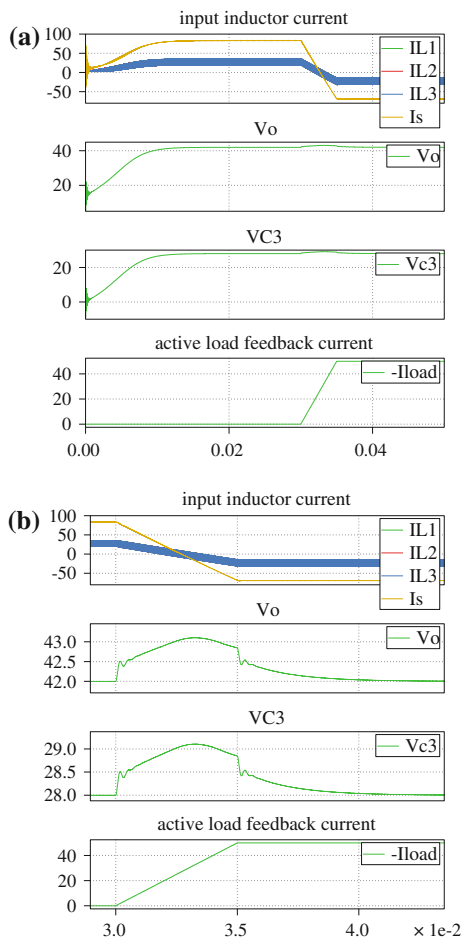 input inductor current
(a)
100
50
0
-50
IL1
IL2
IL3
Is
Vo
40
20
Vo
VC3
20
0
Vc3
active load feedback current
40
20
0
-Iload
0.00
0.02
0.04
input inductor current
(b)
100
50
0
-50
IL1
IL2
IL3
Is
Vo
43.0
42.5
42.0
Vo
VC3
29.0
28.5
28.0
Vc3
active load feedback current
40
20
0
-Iload
3.0
3.5
4.0
× 1e-2